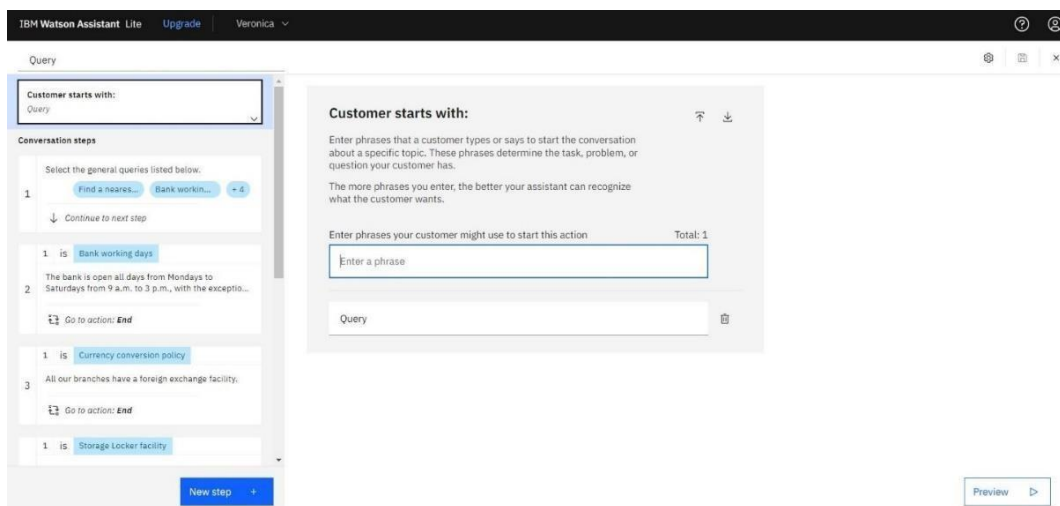 IBM Watson Assistant Lite Upgrade Veronica
Query
Customer starts with:
Query
Conversation steps
1
Select the general queries listed below.
Find a neares... Bank workin... + 4
Continue to next step
2
1 is Bank working days
The bank is open all days from Mondays to
Saturdays from 9 a.m. to 3 p.m., with the exceptio...
Go to action: End
3
1 is Currency conversion policy
All our branches have a foreign exchange facility.
Go to action: End
1 is Storage Locker facility
New step +
Customer starts with:
Enter phrases that a customer types or says to start the conversation
about a specific topic. These phrases determine the task, problem, or
question your customer has.
The more phrases you enter, the better your assistant can recognize
what the customer wants.
Enter phrases your customer might use to start this action Total: 1
Enter a phrase
Query
Preview